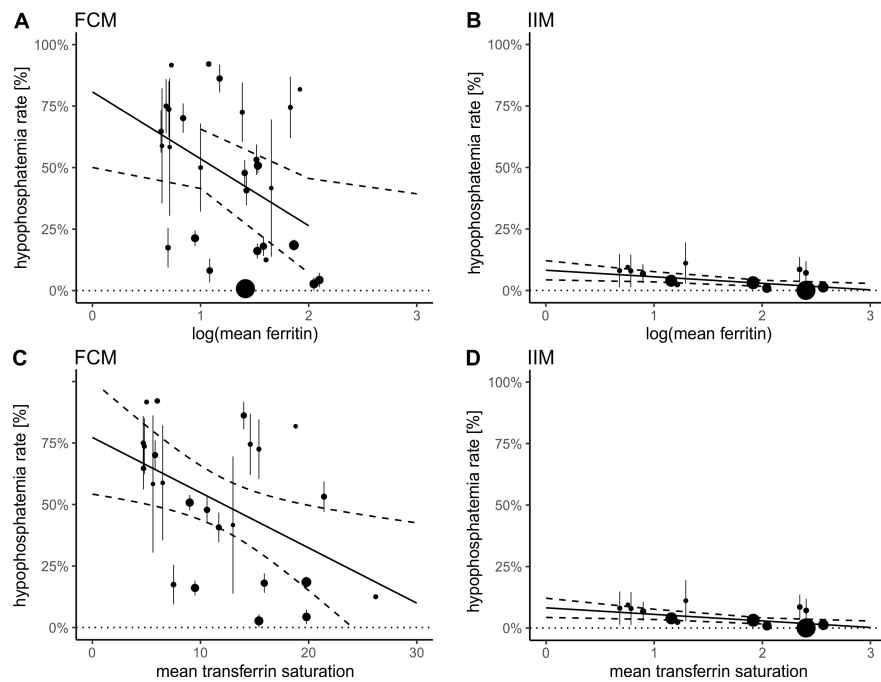 A FCM
hypophosphatemia rate [%]
100%
75%
50%
25%
0%
0 1 2 3
log(mean ferritin)
B IIM
hypophosphatemia rate [%]
100%
75%
50%
25%
0%
0 1 2 3
log(mean ferritin)
C FCM
hypophosphatemia rate [%]
75%
50%
25%
0%
0 10 20 30
mean transferrin saturation
D IIM
hypophosphatemia rate [%]
100%
75%
50%
25%
0%
0 1 2 3
mean transferrin saturation